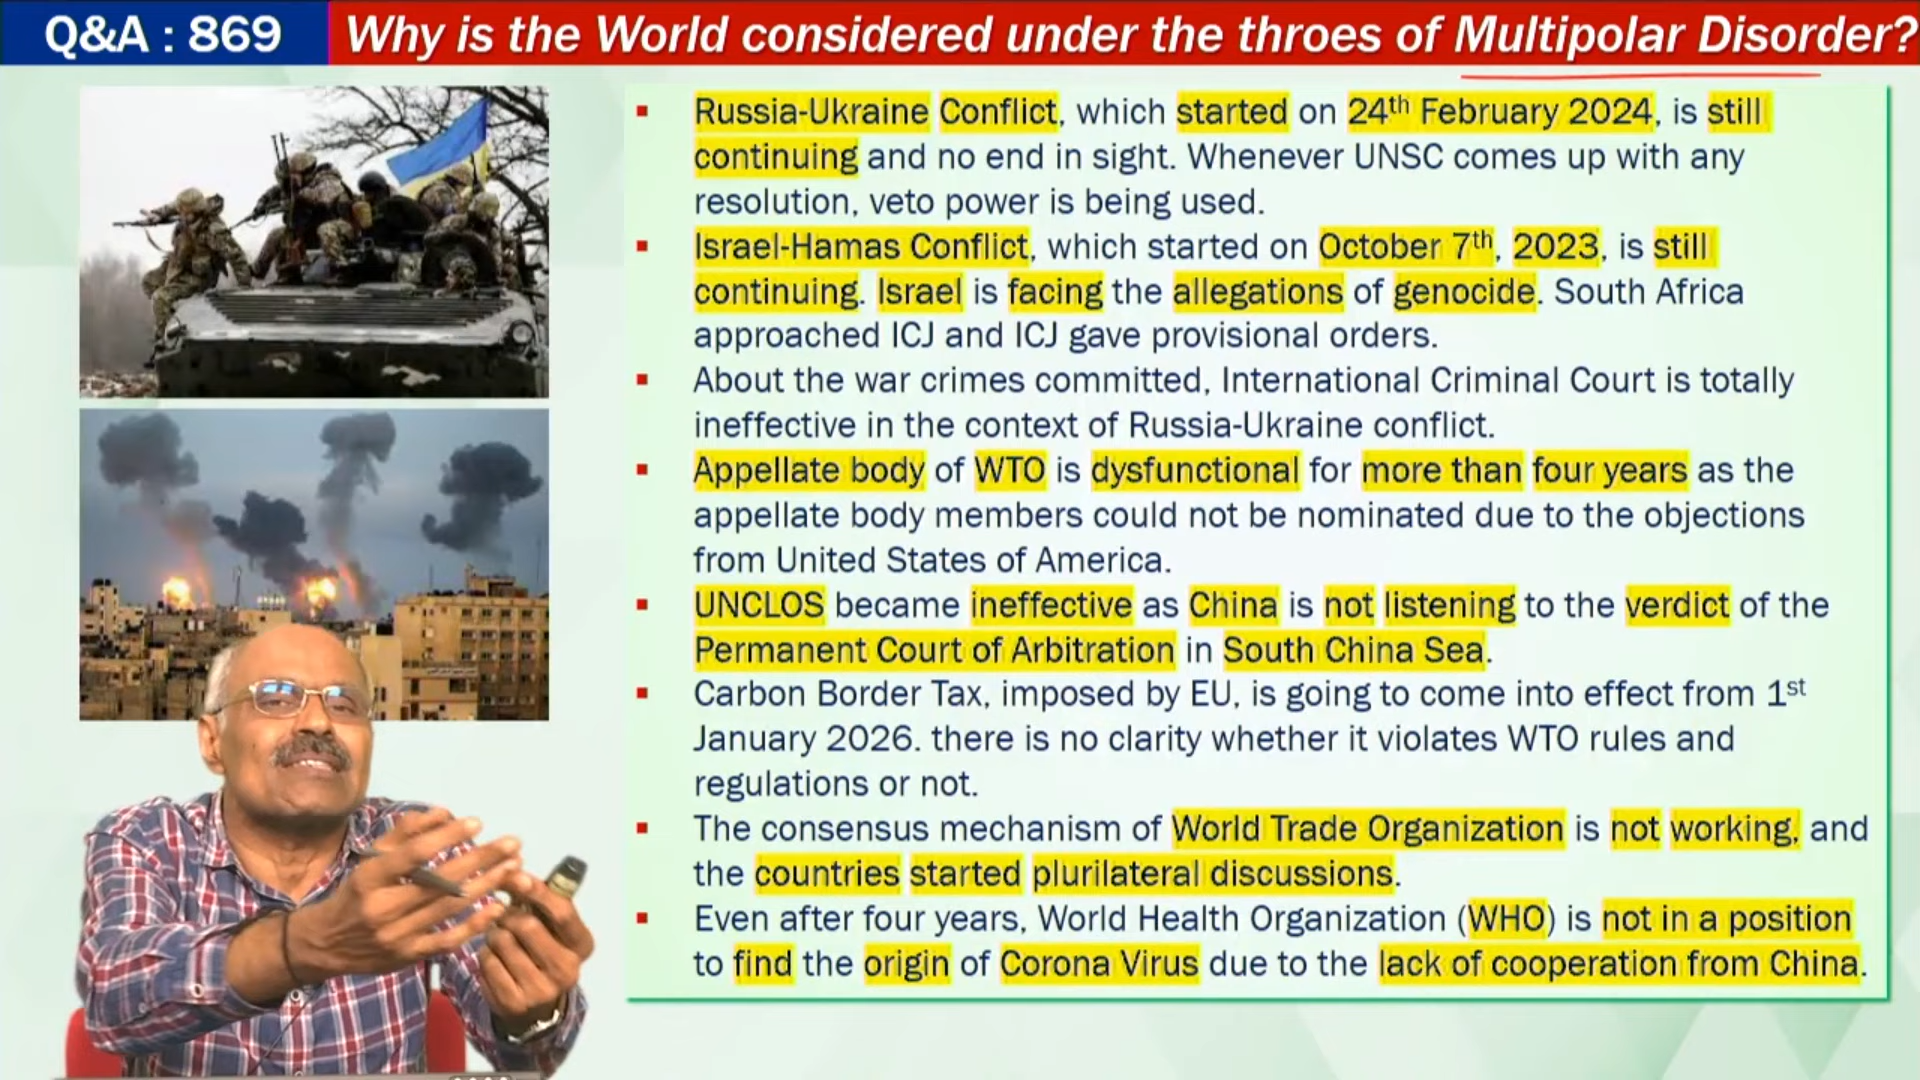 Q&A : 869
Why is the World considered under the throes of Multipolar Disorder?
▪ Russia-Ukraine Conflict, which started on 24th February 2024, is still
continuing and no end in sight. Whenever UNSC comes up with any
resolution, veto power is being used.
▪ Israel-Hamas Conflict, which started on October 7th, 2023, is still
continuing. Israel is facing the allegations of genocide. South Africa
approached ICJ and ICJ gave provisional orders.
▪ About the war crimes committed, International Criminal Court is totally
ineffective in the context of Russia-Ukraine conflict.
▪ Appellate body of WTO is dysfunctional for more than four years as the
appellate body members could not be nominated due to the objections
from United States of America.
▪ UNCLOS became ineffective as China is not listening to the verdict of the
Permanent Court of Arbitration in South China Sea.
▪ Carbon Border Tax, imposed by EU, is going to come into effect from 1st
January 2026. there is no clarity whether it violates WTO rules and
regulations or not.
▪ The consensus mechanism of World Trade Organization is not working, and
the countries started plurilateral discussions.
▪ Even after four years, World Health Organization (WHO) is not in a position
to find the origin of Corona Virus due to the lack of cooperation from China.